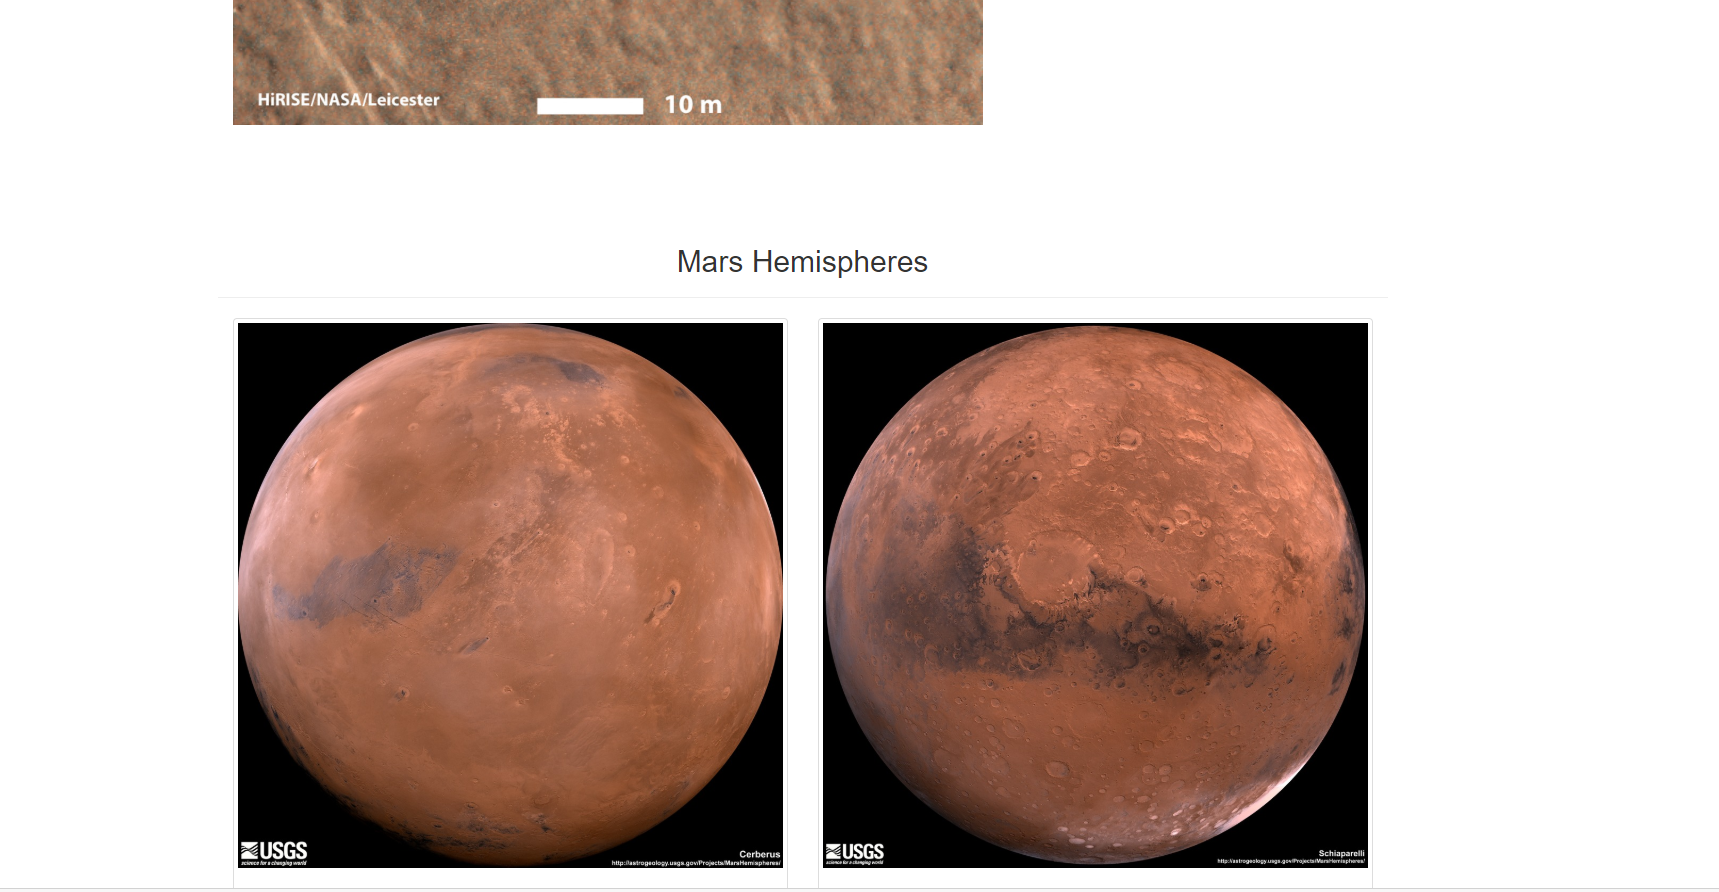 HiRISE/NASA/Leicester
10 m
Mars Hemispheres
USGS
science for a changing world
Cerberus
http://astrogeology.usgs.gov/Projects/MarsHemispheres/
USGS
science for a changing world
Schiaparelli
http://astrogeology.usgs.gov/Projects/MarsHemispheres/